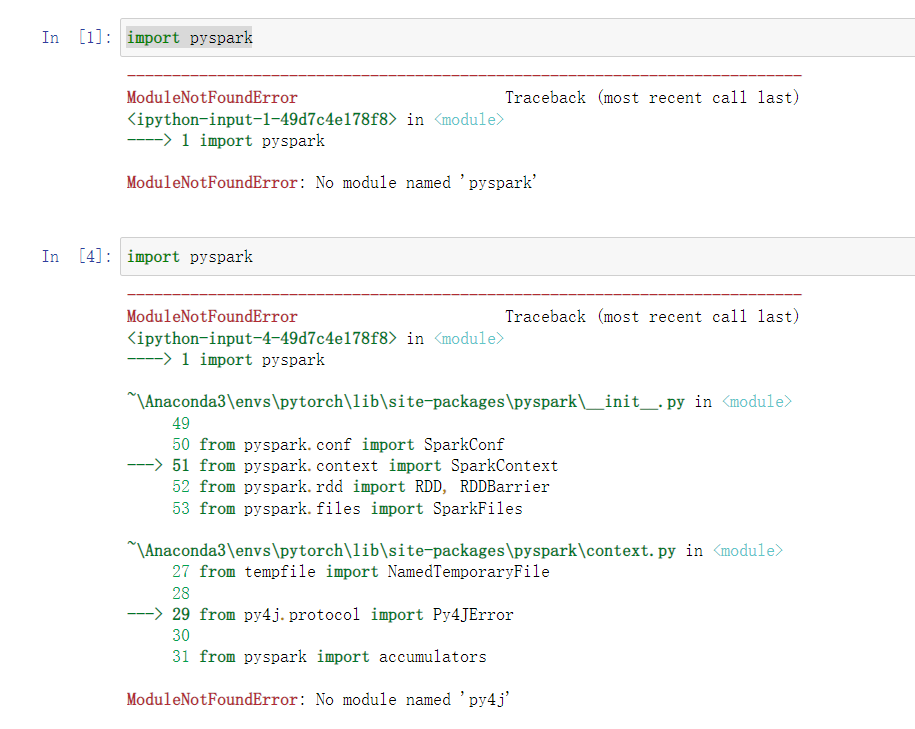 In [1]: import pyspark
---------------------------------------------------------------------------
ModuleNotFoundError Traceback (most recent call last)
<ipython-input-1-49d7c4e178f8> in <module>
----> 1 import pyspark
ModuleNotFoundError: No module named 'pyspark'
In [4]: import pyspark
---------------------------------------------------------------------------
ModuleNotFoundError Traceback (most recent call last)
<ipython-input-4-49d7c4e178f8> in <module>
----> 1 import pyspark
~\Anaconda3\envs\pytorch\lib\site-packages\pyspark\__init__.py in <module>
49
50 from pyspark.conf import SparkConf
---> 51 from pyspark.context import SparkContext
52 from pyspark.rdd import RDD, RDDBarrier
53 from pyspark.files import SparkFiles
~\Anaconda3\envs\pytorch\lib\site-packages\pyspark\context.py in <module>
27 from tempfile import NamedTemporaryFile
28
---> 29 from py4j.protocol import Py4JError
30
31 from pyspark import accumulators
ModuleNotFoundError: No module named 'py4j'